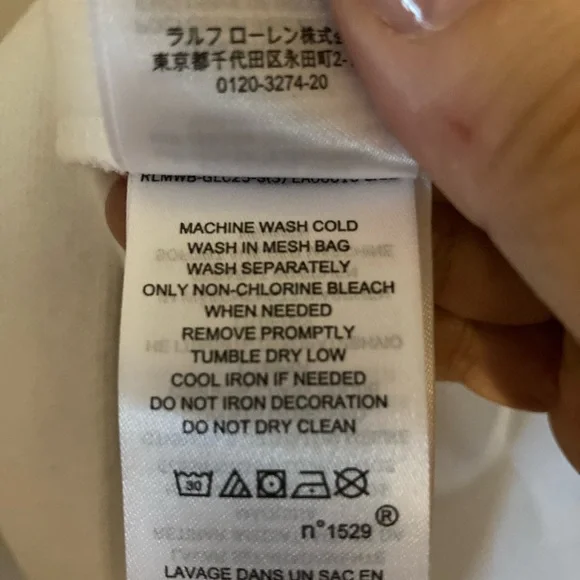 ラルフ ローレン株式
東京都千代田区永田町2-
0120-3274-20
MACHINE WASH COLD
WASH IN MESH BAG
WASH SEPARATELY
ONLY NON-CHLORINE BLEACH
WHEN NEEDED
REMOVE PROMPTLY
TUMBLE DRY LOW
COOL IRON IF NEEDED
DO NOT IRON DECORATION
DO NOT DRY CLEAN
30
®
n°1529
LAVAGE DANS UN SAC EN